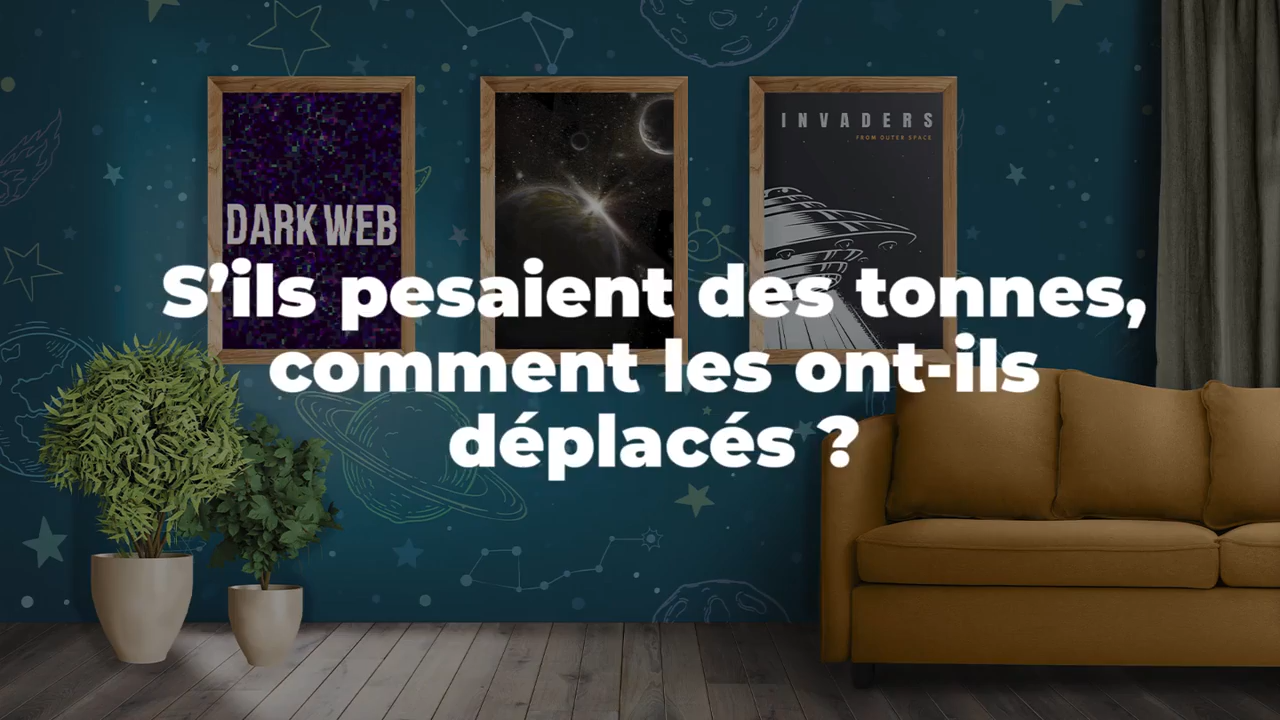 DARK WEB
INVADERS
FROM OUTER SPACE
S’ils pesaient des tonnes,
comment les ont-ils
déplacés ?